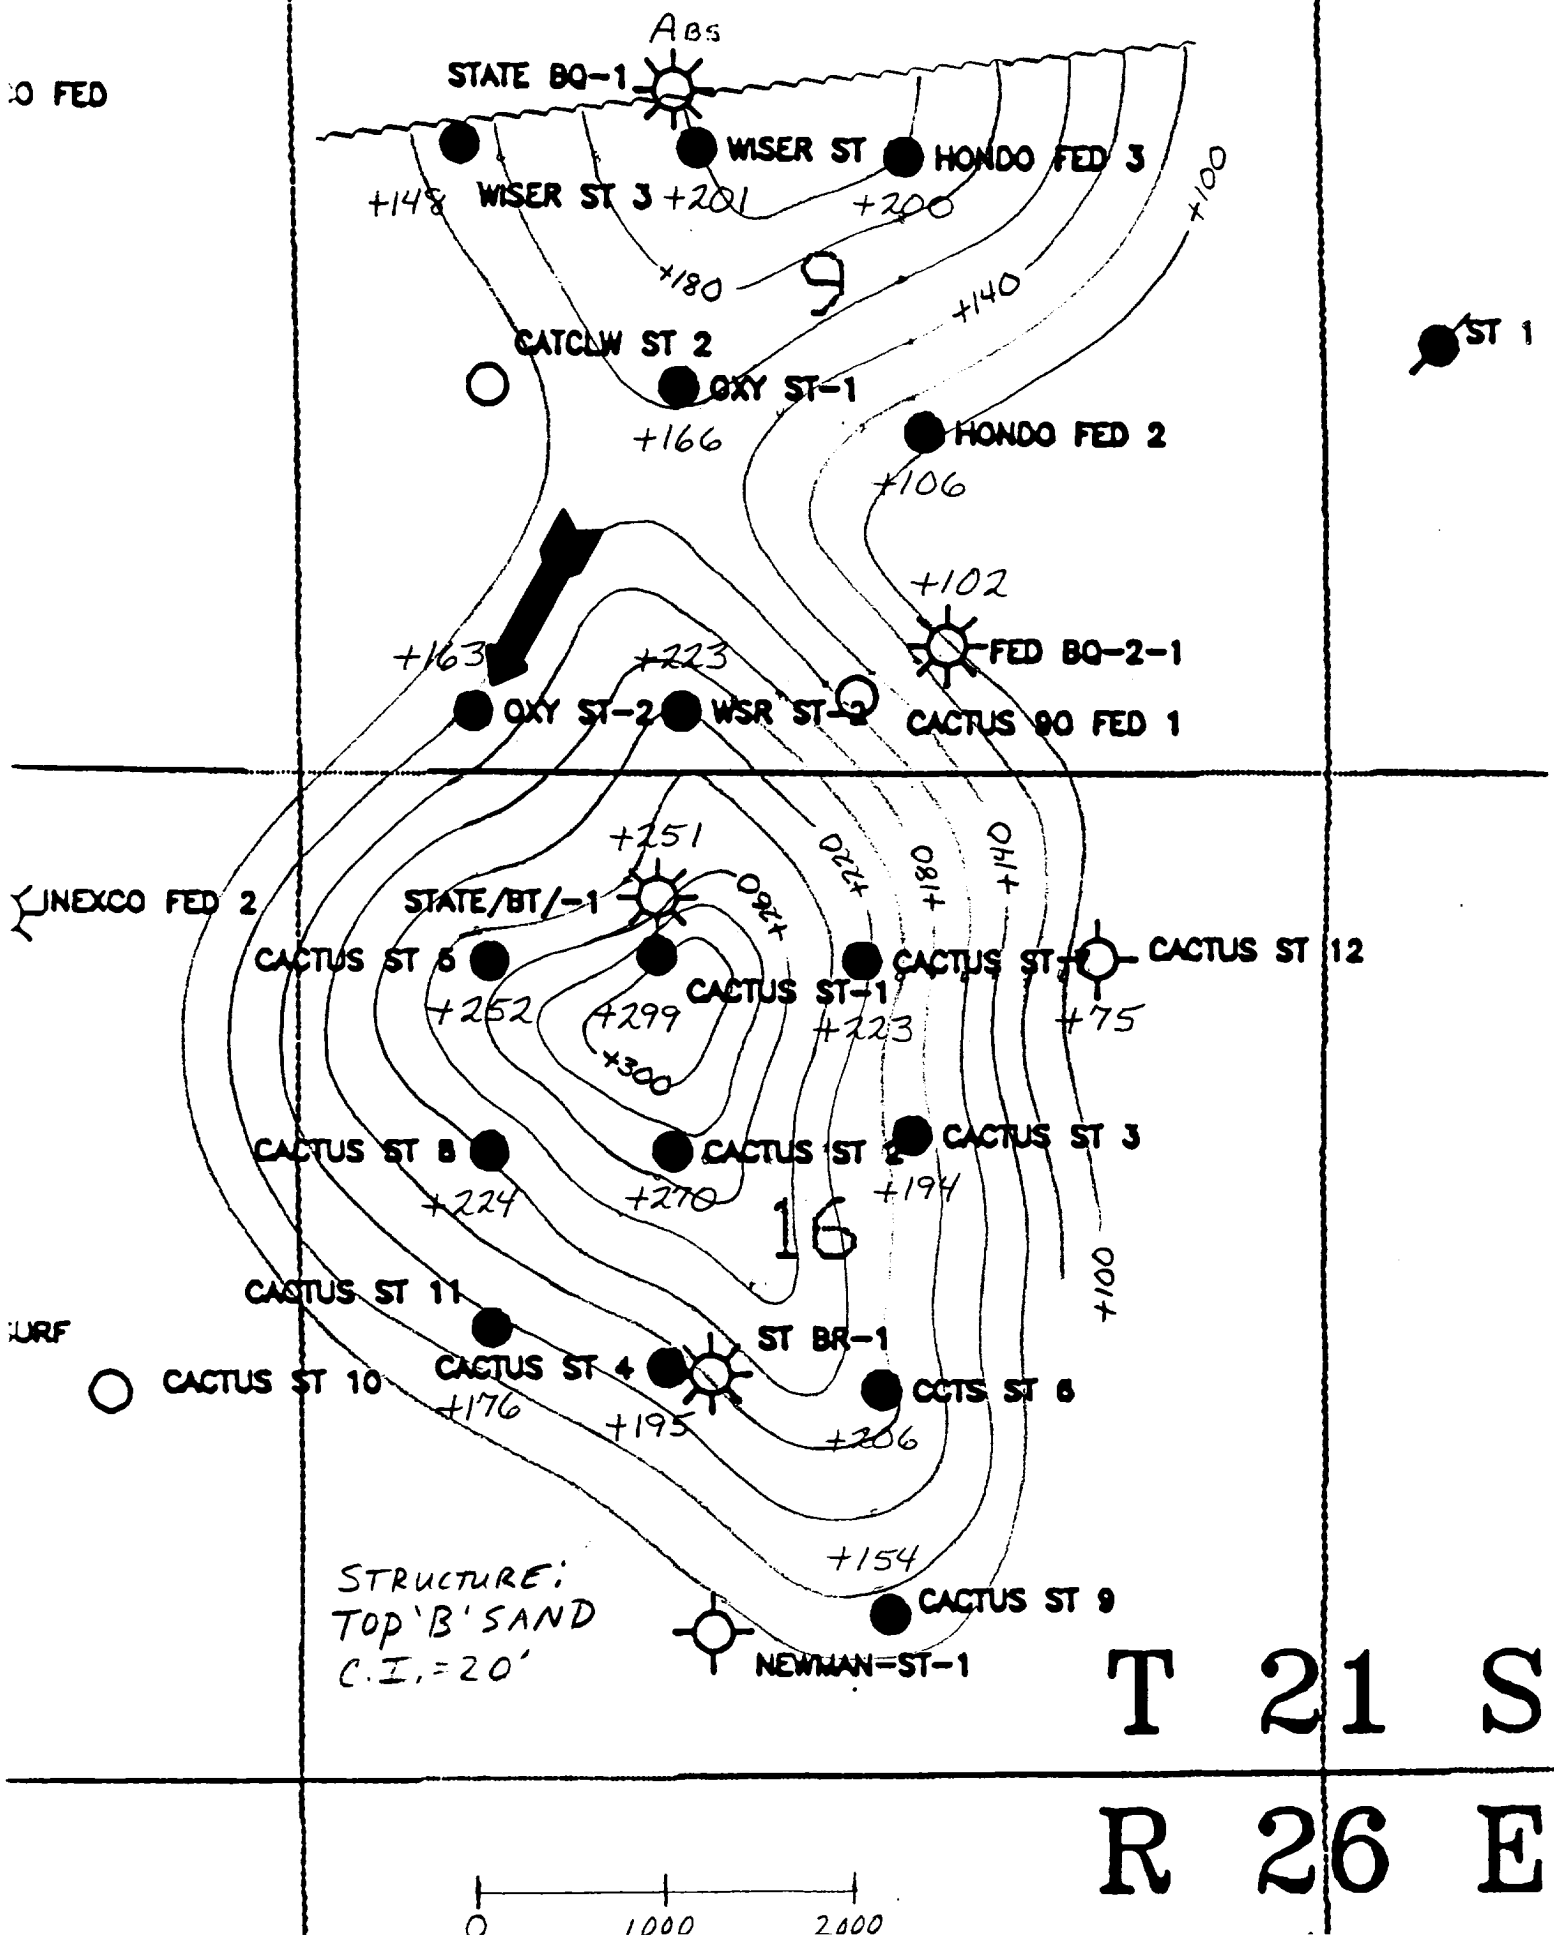 ABS
STATE BQ-1
O FED
WISER ST
HONDO FED 3
+148
WISER ST 3
+201
+200
+100
+180
9
+140
CATCLW ST 2
ST 1
OXY ST-1
+166
HONDO FED 2
+106
+102
+163
+223
FED BQ-2-1
OXY ST-2
WSR ST-2
CACTUS 90 FED 1
+251
+220
+180
+140
INEXCO FED 2
STATE/BT/-1
+260
CACTUS ST 5
CACTUS ST-7
CACTUS ST 12
CACTUS ST-1
+252
+299
+223
+75
+300
CACTUS ST 8
CACTUS ST 2
CACTUS ST 3
+224
+270
+194
16
CACTUS ST 11
+100
URF
ST BR-1
CACTUS ST 10
CACTUS ST 4
CCTS ST 6
+176
+195
+206
+154
STRUCTURE:
TOP 'B' SAND
C.I.=20'
CACTUS ST 9
NEWMAN-ST-1
T 21 S
R 26 E
0 1000 2000